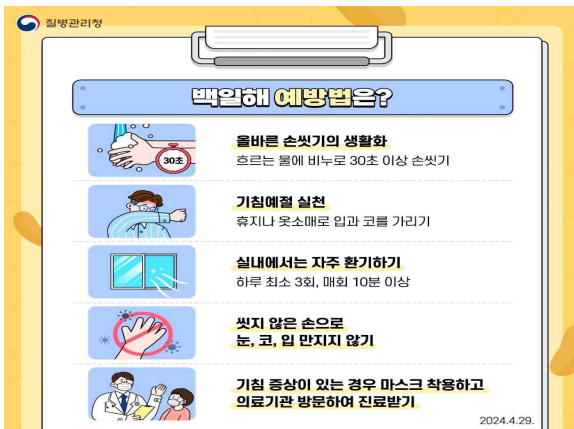 질병관리청
백일해 예방법은?
30초
올바른 손씻기의 생활화
흐르는 물에 비누로 30초 이상 손씻기
기침예절 실천
휴지나 옷소매로 입과 코를 가리기
실내에서는 자주 환기하기
하루 최소 3회, 매회 10분 이상
씻지 않은 손으로
눈, 코, 입 만지지 않기
기침 증상이 있는 경우 마스크 착용하고
의료기관 방문하여 진료받기
2024.4.29.